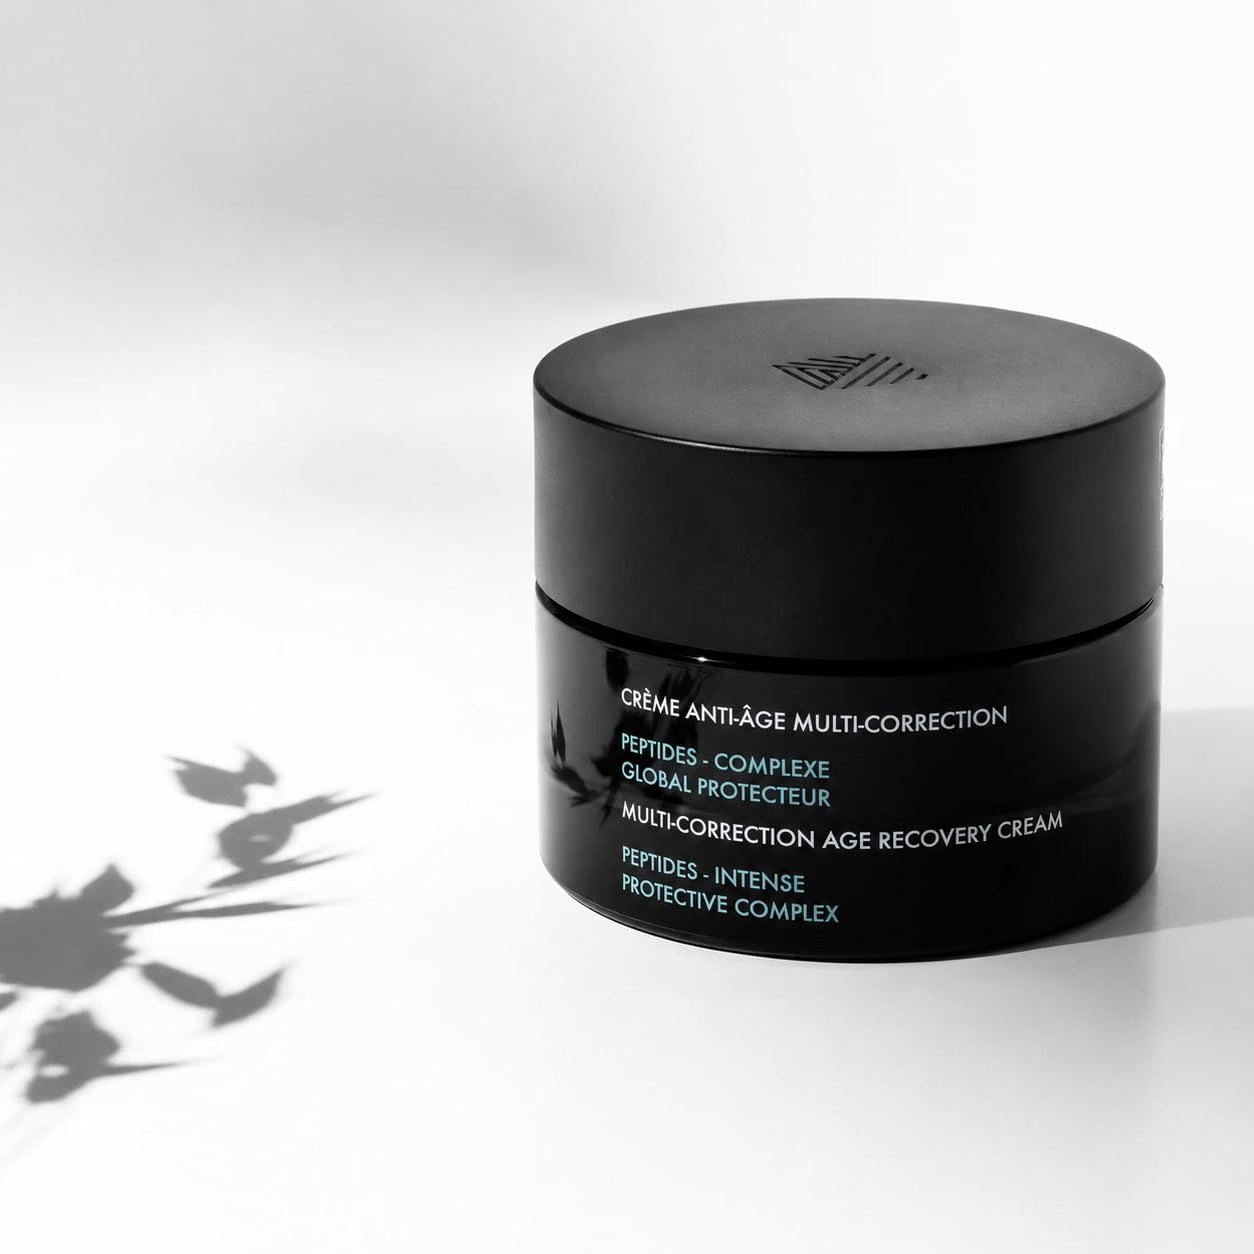 CRÈME ANTI-ÂGE MULTI-CORRECTION
PEPTIDES - COMPLEXE
GLOBAL PROTECTEUR
MULTI-CORRECTION AGE RECOVERY CREAM
PEPTIDES - INTENSE
PROTECTIVE COMPLEX